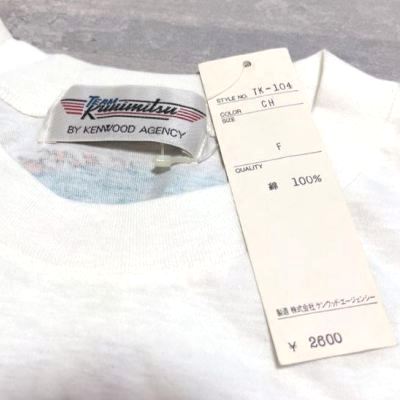 TEAM
Kunimitsu
BY KENWOOD AGENCY
STYLE NO. TK-104
COLOR CH
SIZE
F
QUALITY
綿 100%
製造 株式会社ケンウッド・エージェンシー
¥ 2600